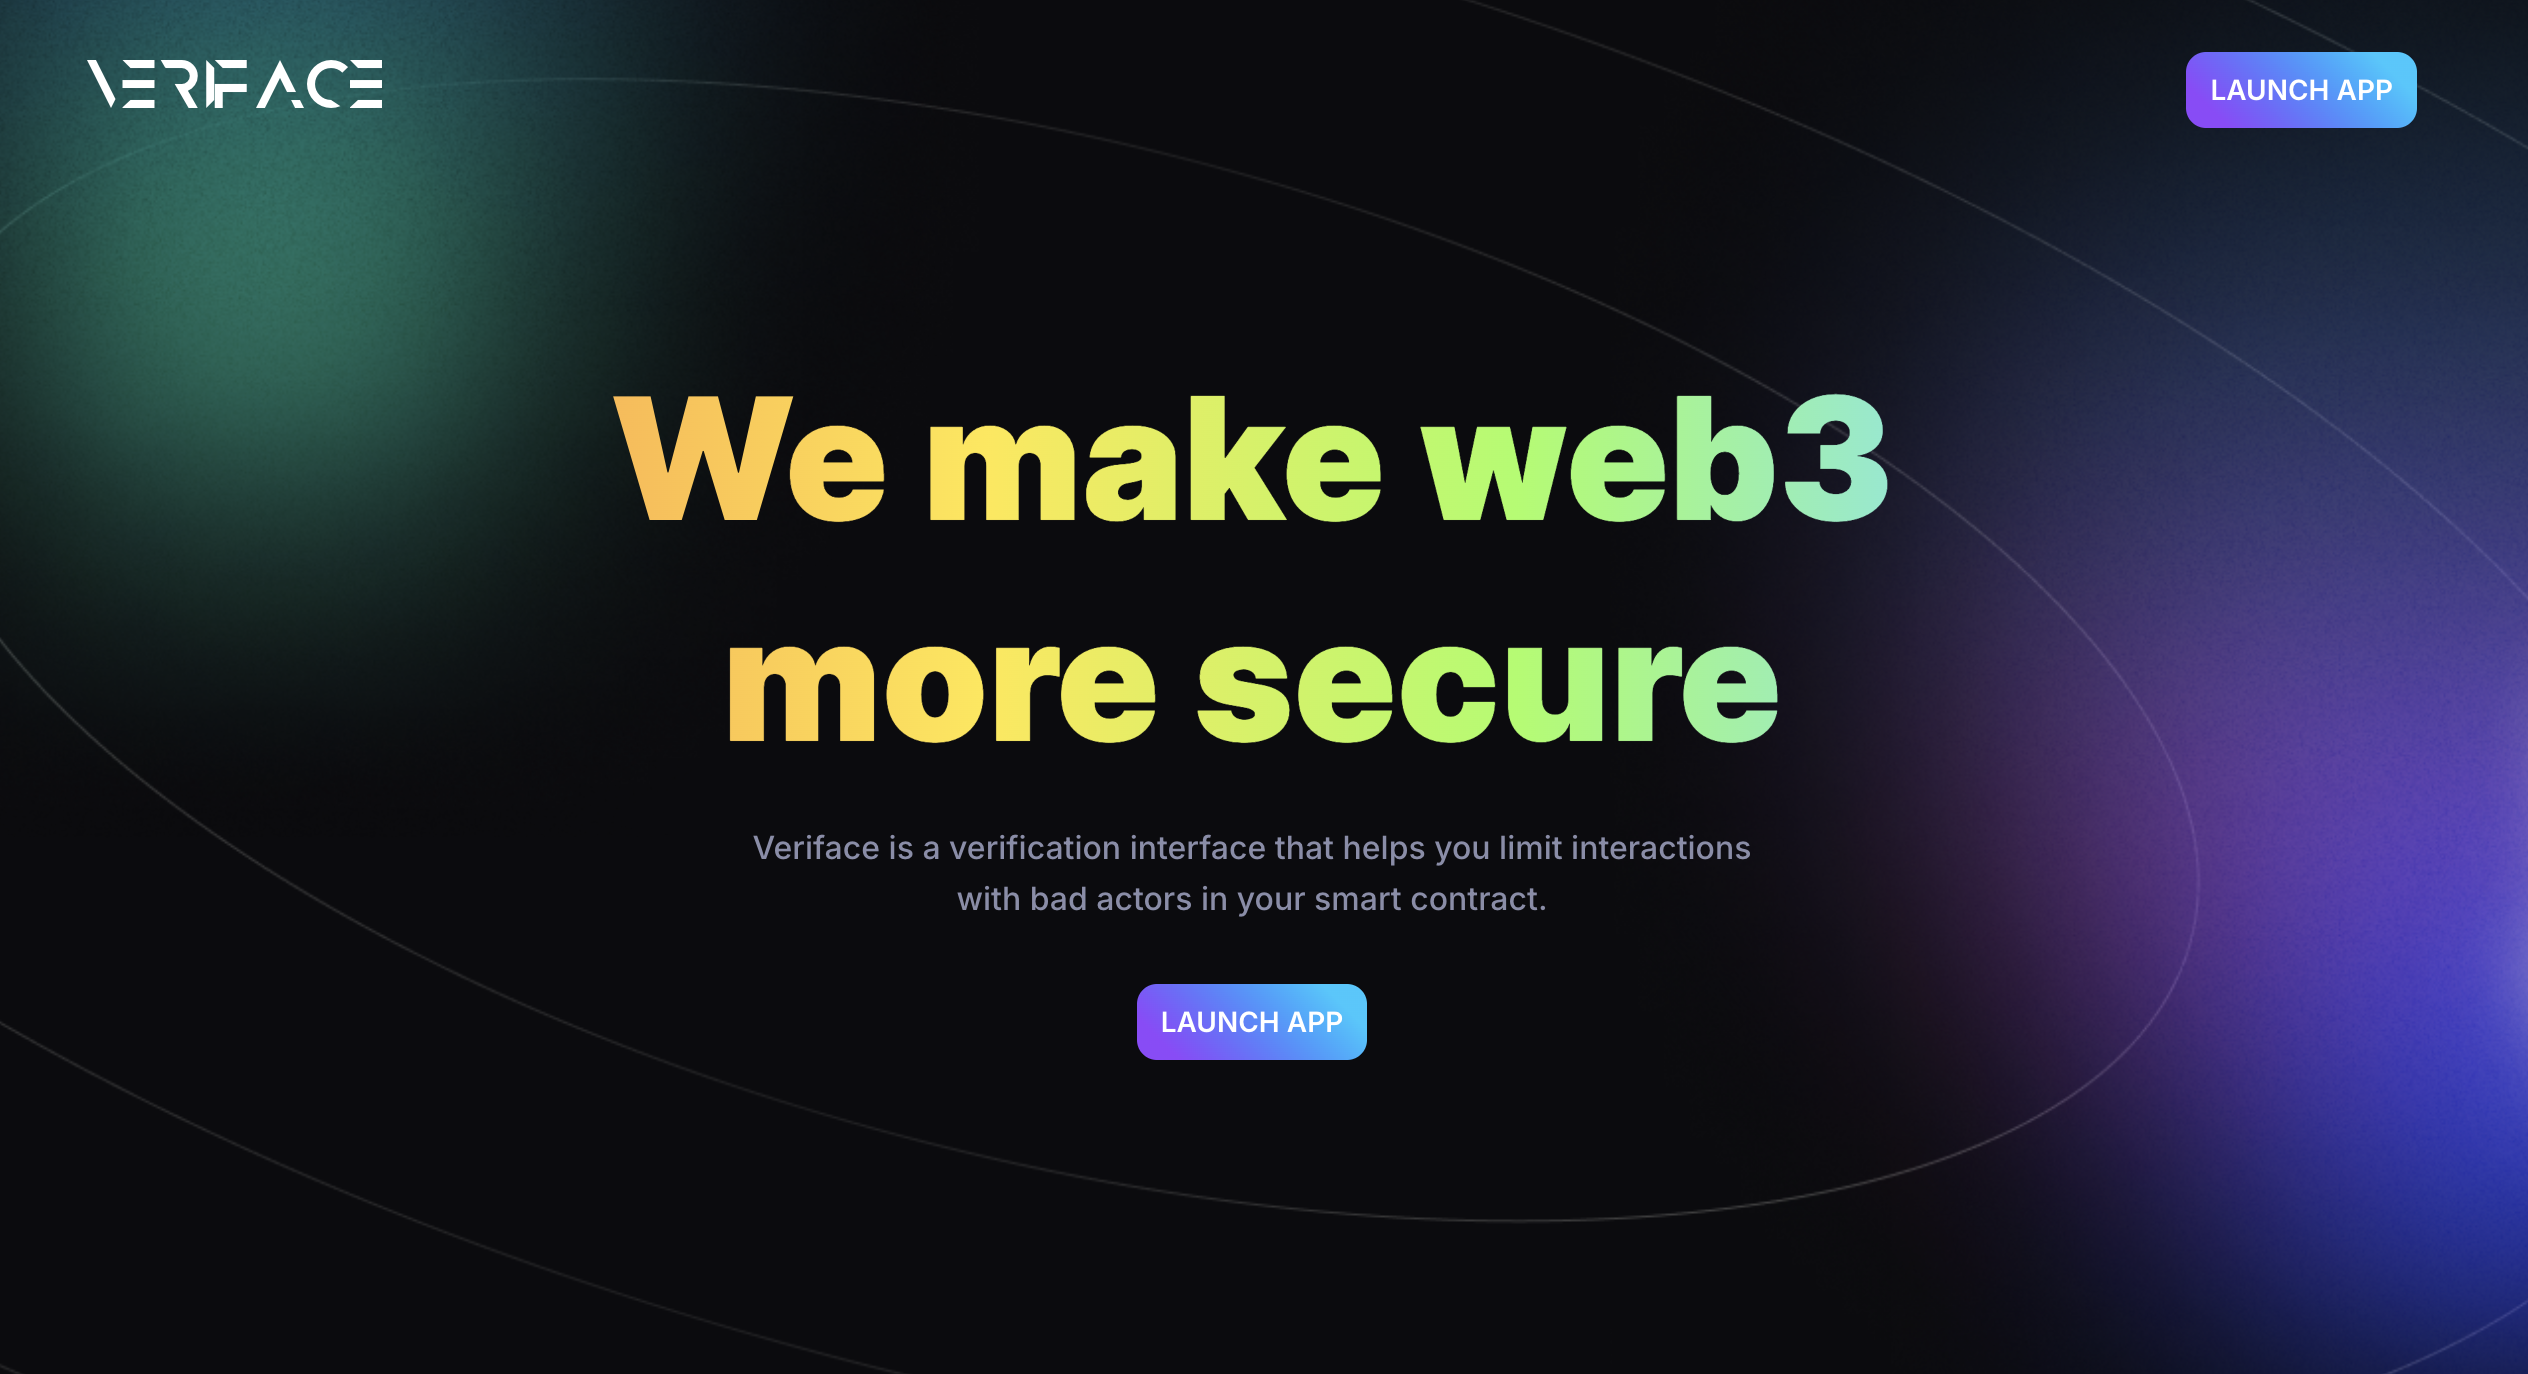 VERIFACE
LAUNCH APP
We make web3
more secure
Veriface is a verification interface that helps you limit interactions
with bad actors in your smart contract.
LAUNCH APP